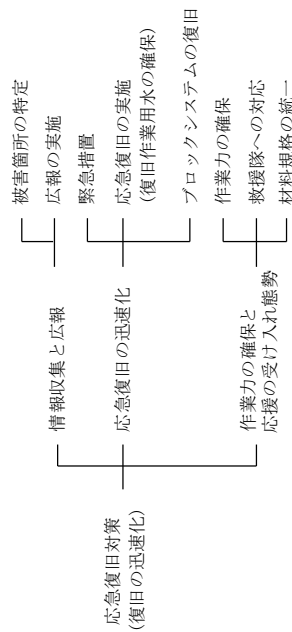 応急復旧対策
(復旧の迅速化)
情報収集と広報
被害箇所の特定
広報の実施
応急復旧の迅速化
緊急措置
応急復旧の実施
(復旧作業用水の確保)
ブロックシステムの復旧
作業力の確保と
応援の受け入れ態勢
作業力の確保
救援隊への対応
材料規格の統一